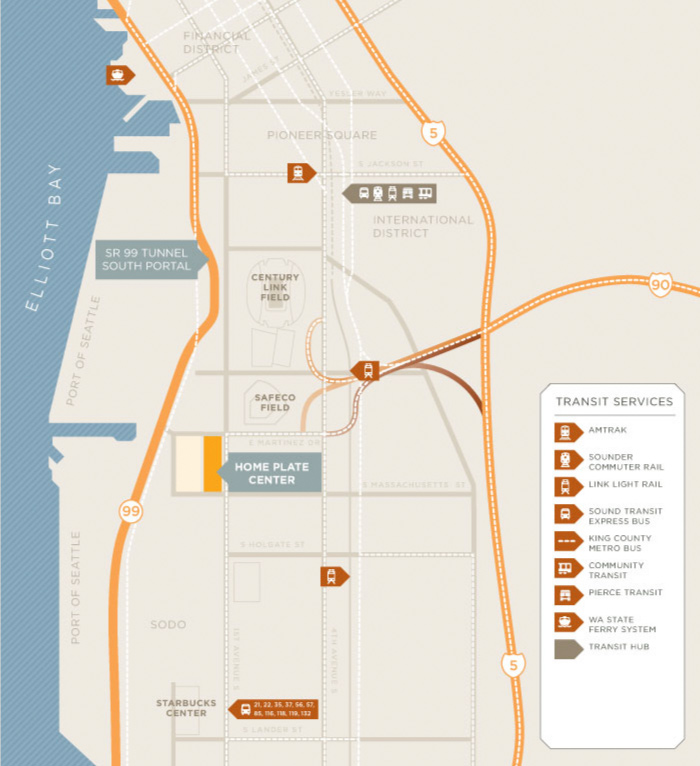 FINANCIAL
DISTRICT
JAMES ST
YESLER WAY
PIONEER SQUARE
S JACKSON ST
5
INTERNATIONAL
DISTRICT
ELLIOTT BAY
SR 99 TUNNEL
SOUTH PORTAL
CENTURY
LINK
FIELD
90
PORT OF SEATTLE
SAFECO
FIELD
E MARTINEZ DR
HOME PLATE
CENTER
S MASSACHUSETTS ST
99
S HOLGATE ST
PORT OF SEATTLE
SODO
1ST AVENUE S
4TH AVENUE S
5
STARBUCKS
CENTER
21, 22, 35, 37, 56, 57,
85, 116, 118, 119, 132
S LANDER ST
TRANSIT SERVICES
AMTRAK
SOUNDER
COMMUTER RAIL
LINK LIGHT RAIL
SOUND TRANSIT
EXPRESS BUS
KING COUNTY
METRO BUS
COMMUNITY
TRANSIT
PIERCE TRANSIT
WA STATE
FERRY SYSTEM
TRANSIT HUB